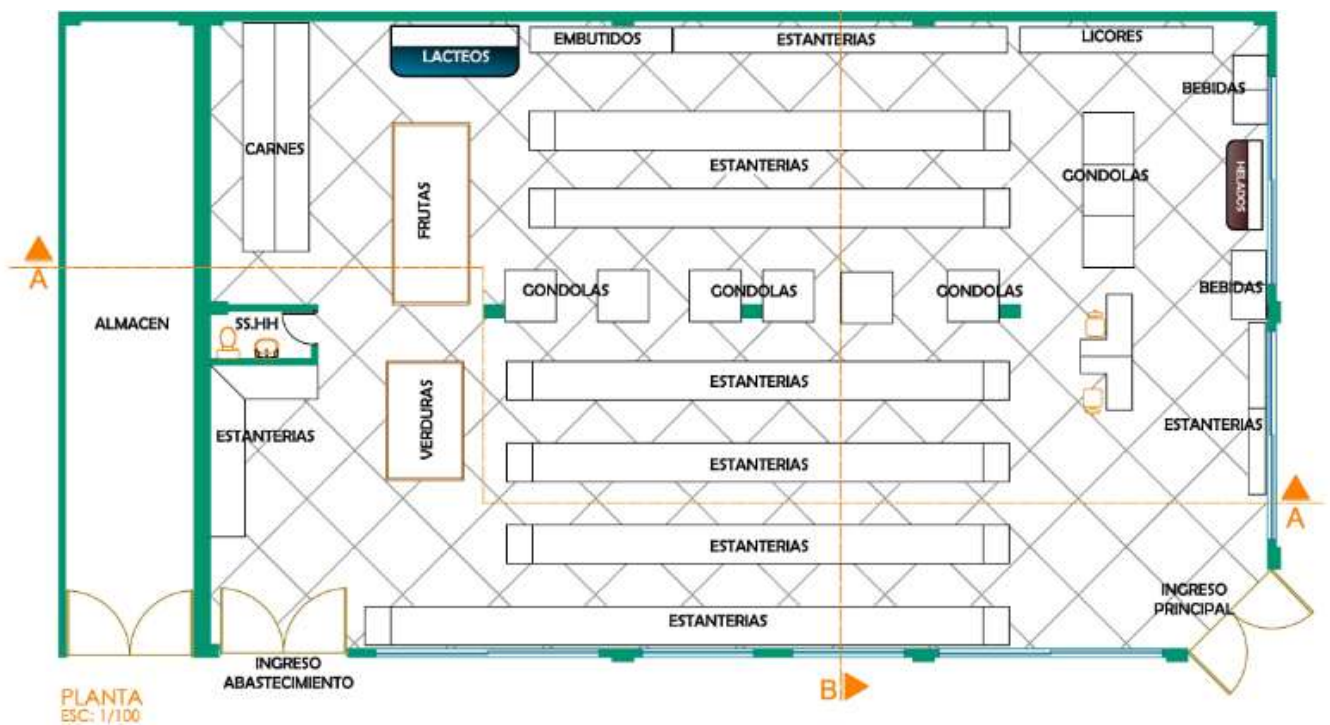 LACTEOS
EMBUTIDOS
ESTANTERIAS
LICORES
BEBIDAS
CARNES
ESTANTERIAS
GONDOLAS
HELADOS
FRUTAS
A
GONDOLAS
GONDOLAS
GONDOLAS
BEBIDAS
ALMACEN
SS.HH
ESTANTERIAS
VERDURAS
ESTANTERIAS
ESTANTERIAS
ESTANTERIAS
A
ESTANTERIAS
INGRESO
PRINCIPAL
ESTANTERIAS
INGRESO
ABASTECIMIENTO
B
PLANTA
ESC: 1/100